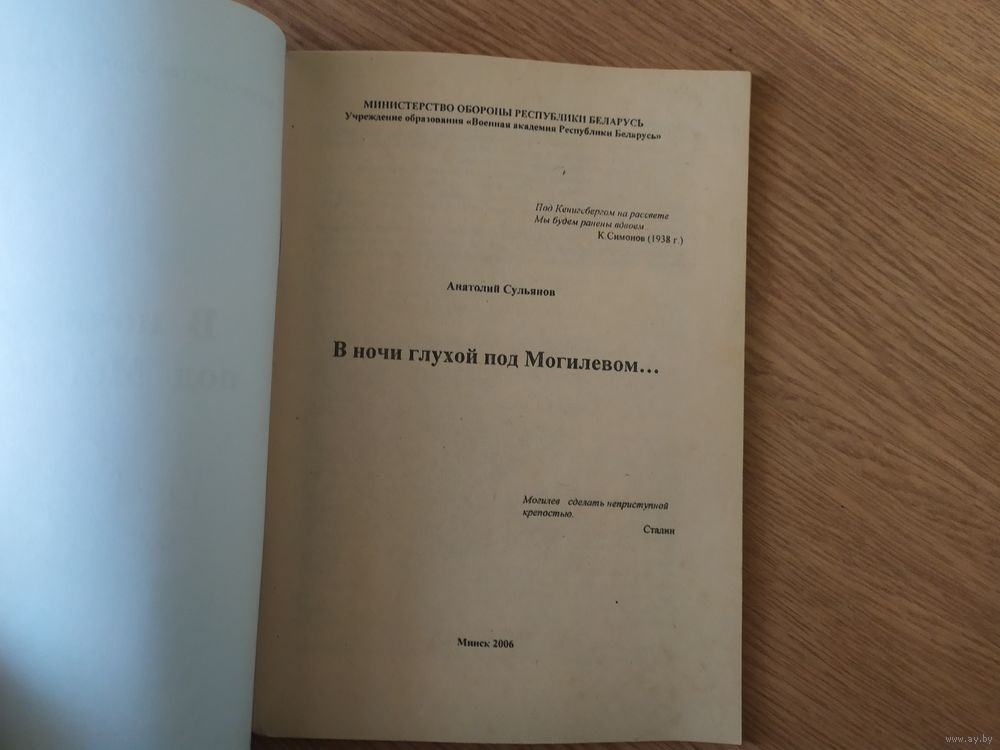 МИНИСТЕРСТВО ОБОРОНЫ РЕСПУБЛИКИ БЕЛАРУСЬ
Учреждение образования «Военная академия Республики Беларусь»
Под Кенигсбергом на рассвете
Мы будем ранены вдвоем
К.Симонов (1938 г.)
Анатолий Сульянов
В ночи глухой под Могилевом…
Могилев сделать неприступной
крепостью.
Сталин
Минск 2006
www.ay.by